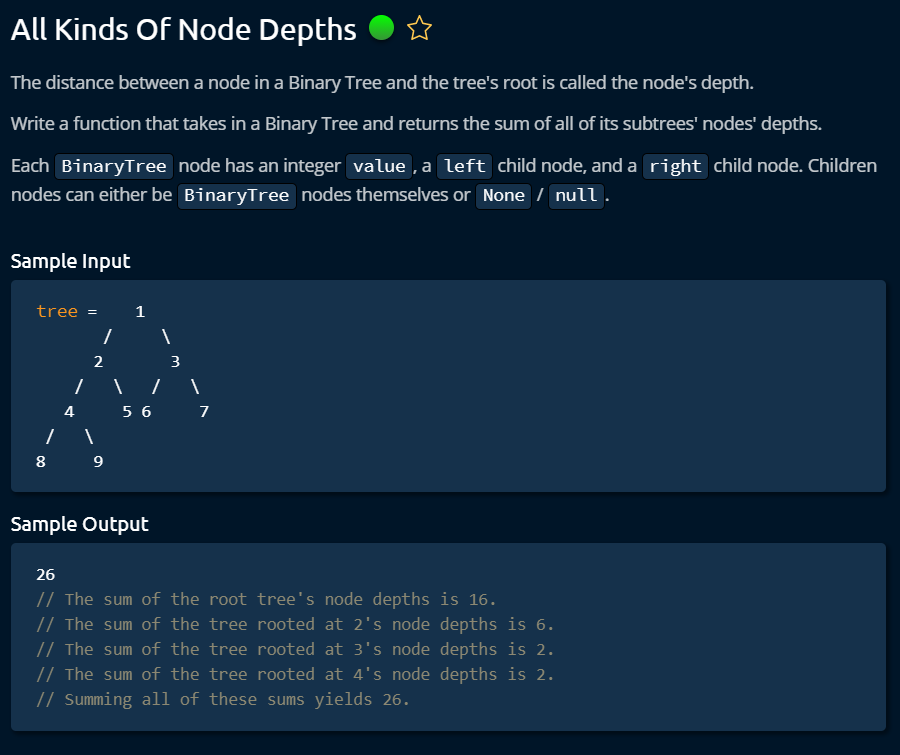 All Kinds Of Node Depths
The distance between a node in a Binary Tree and the tree's root is called the node's depth.
Write a function that takes in a Binary Tree and returns the sum of all of its subtrees' nodes' depths.
Each BinaryTree node has an integer value, a left child node, and a right child node. Children
nodes can either be BinaryTree nodes themselves or None / null.
Sample Input
tree =    1
       /     \
      2       3
    /   \   /   \
   4     5 6     7
 /   \
8     9
Sample Output
26
// The sum of the root tree's node depths is 16.
// The sum of the tree rooted at 2's node depths is 6.
// The sum of the tree rooted at 3's node depths is 2.
// The sum of the tree rooted at 4's node depths is 2.
// Summing all of these sums yields 26.